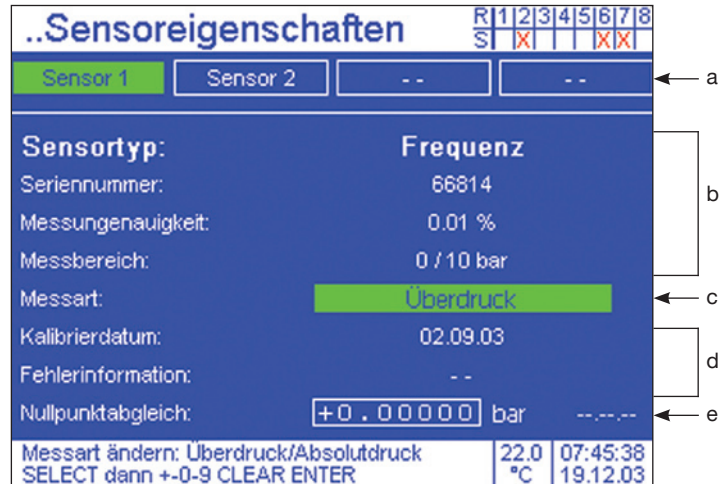 ..Sensoreigenschaften
R 1 2 3 4 5 6 7 8
S X X X
Sensor 1 Sensor 2 - - - - a
Sensortyp: Frequenz
Seriennummer: 66814
Messungenauigkeit: 0.01 %
b
Messbereich: 0 / 10 bar
Messart: Überdruck c
Kalibrierdatum: 02.09.03
d
Fehlerinformation: - -
Nullpunktabgleich: +0.00000 bar --.--.-- e
Messart ändern: Überdruck/Absolutdruck 22.0 07:45:38
SELECT dann +-0-9 CLEAR ENTER °C 19.12.03